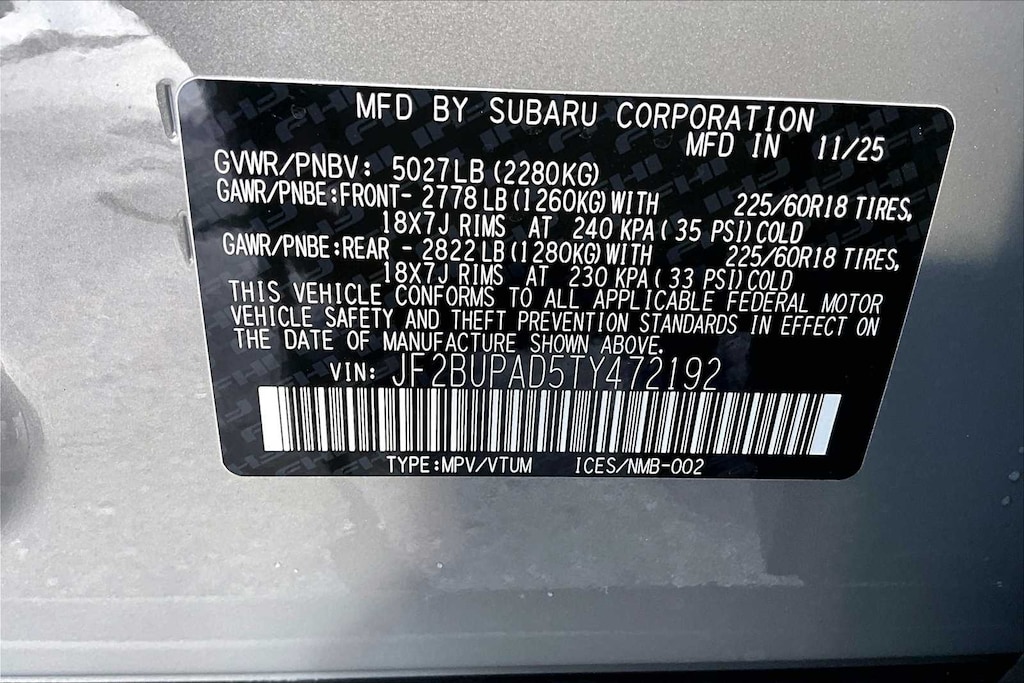 MFD BY SUBARU CORPORATION
MFD IN 11/25
GVWR/PNBV: 5027LB (2280KG)
GAWR/PNBE:FRONT- 2778 LB (1260KG) WITH 225/60R18 TIRES,
18X7J RIMS AT 240 KPA ( 35 PSI) COLD
GAWR/PNBE:REAR - 2822 LB (1280KG) WITH 225/60R18 TIRES,
18X7J RIMS AT 230 KPA ( 33 PSI) COLD
THIS VEHICLE CONFORMS TO ALL APPLICABLE FEDERAL MOTOR
VEHICLE SAFETY AND THEFT PREVENTION STANDARDS IN EFFECT ON
THE DATE OF MANUFACTURE SHOWN ABOVE.
VIN: JF2BUPAD5TY472192
TYPE:MPV/VTUM ICES/NMB-002